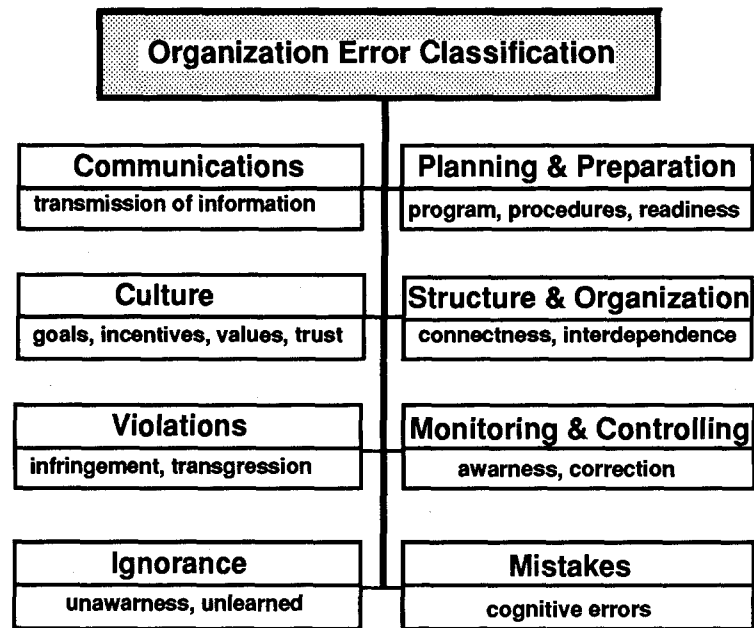 Organization Error Classification
Communications
transmission of information
Planning & Preparation
program, procedures, readiness
Culture
goals, incentives, values, trust
Structure & Organization
connectness, interdependence
Violations
infringement, transgression
Monitoring & Controlling
awarness, correction
Ignorance
unawarness, unlearned
Mistakes
cognitive errors